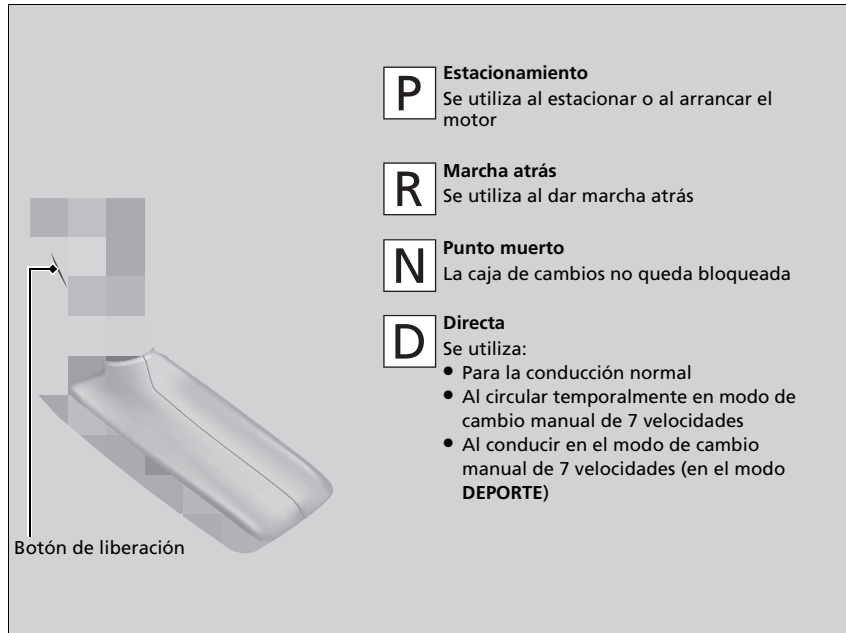 P
Estacionamiento
Se utiliza al estacionar o al arrancar el
motor
R
Marcha atrás
Se utiliza al dar marcha atrás
N
Punto muerto
La caja de cambios no queda bloqueada
D
Directa
Se utiliza:
● Para la conducción normal
● Al circular temporalmente en modo de
cambio manual de 7 velocidades
● Al conducir en el modo de cambio
manual de 7 velocidades (en el modo
DEPORTE)
Botón de liberación